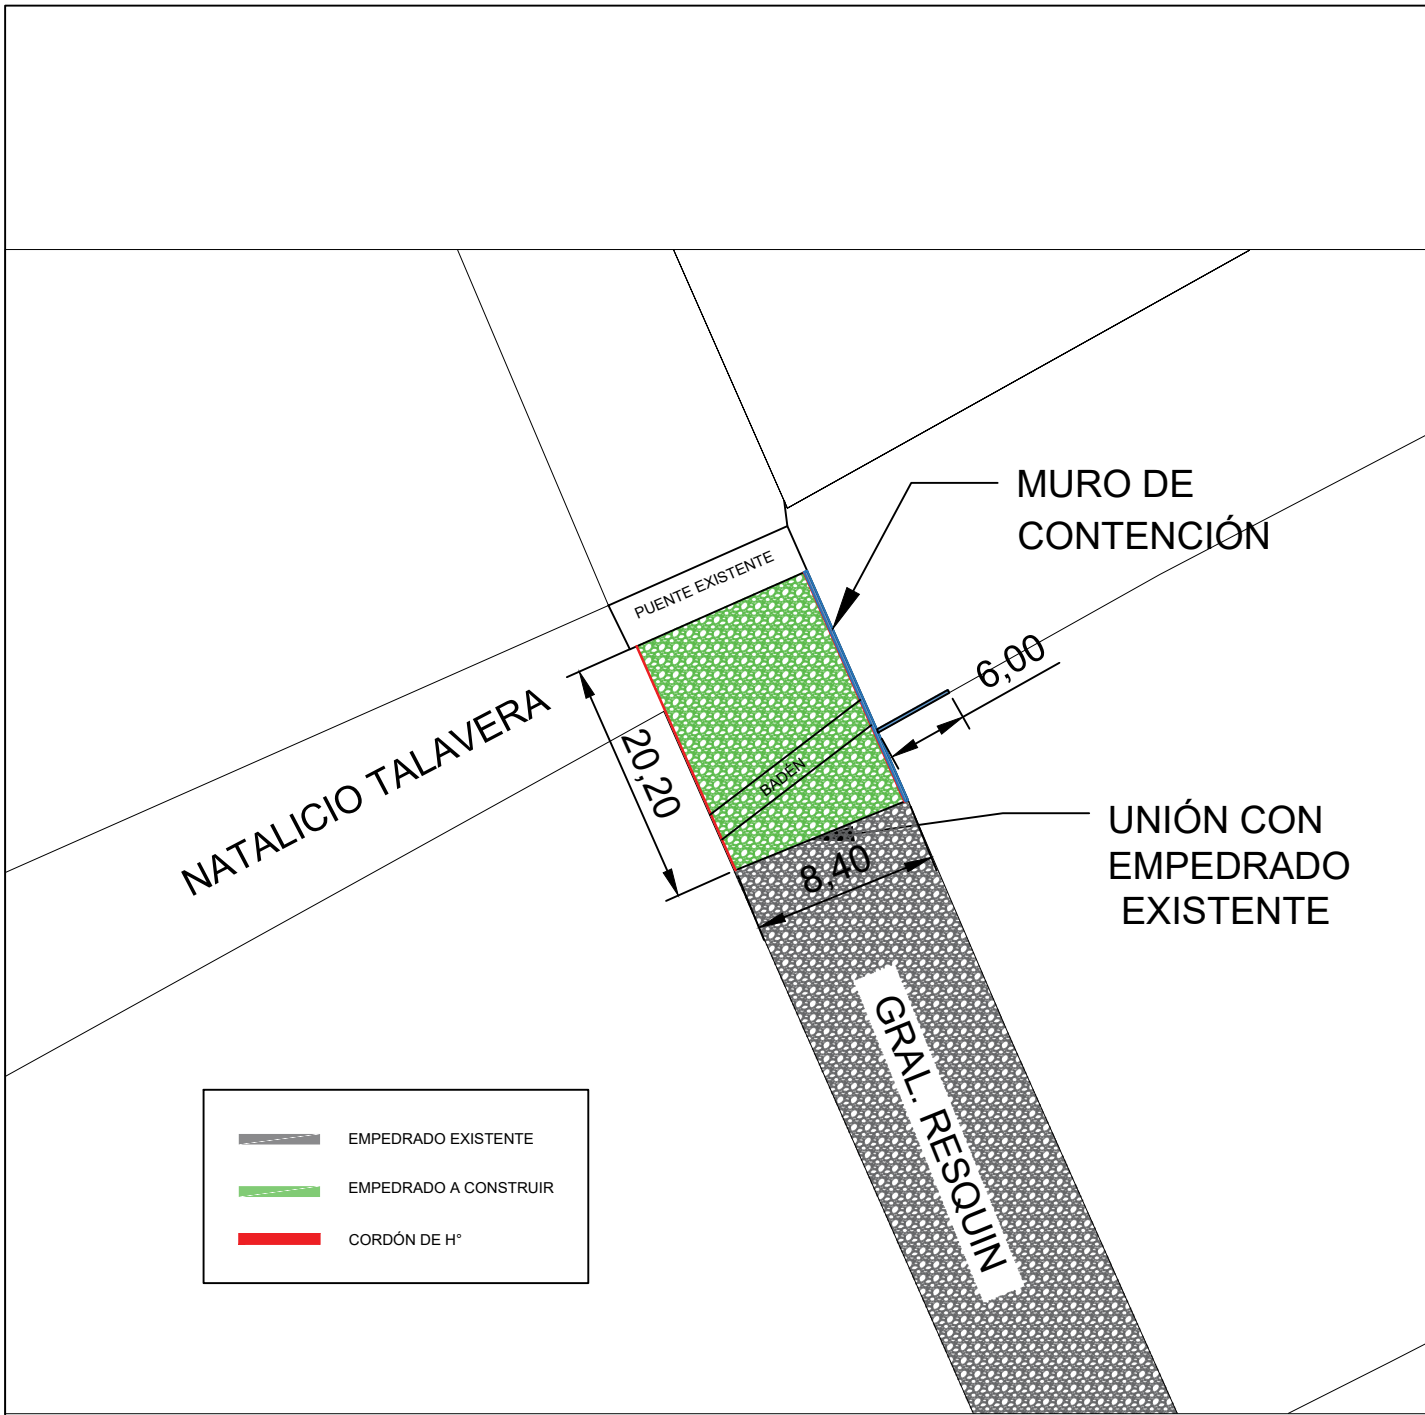 MURO DE
CONTENCIÓN
PUENTE EXISTENTE
6,00
NATALICIO TALAVERA
20,20
BADÉN
UNIÓN CON
EMPEDRADO
EXISTENTE
8,40
GRAL. RESQUIN
EMPEDRADO EXISTENTE
EMPEDRADO A CONSTRUIR
CORDÓN DE H°